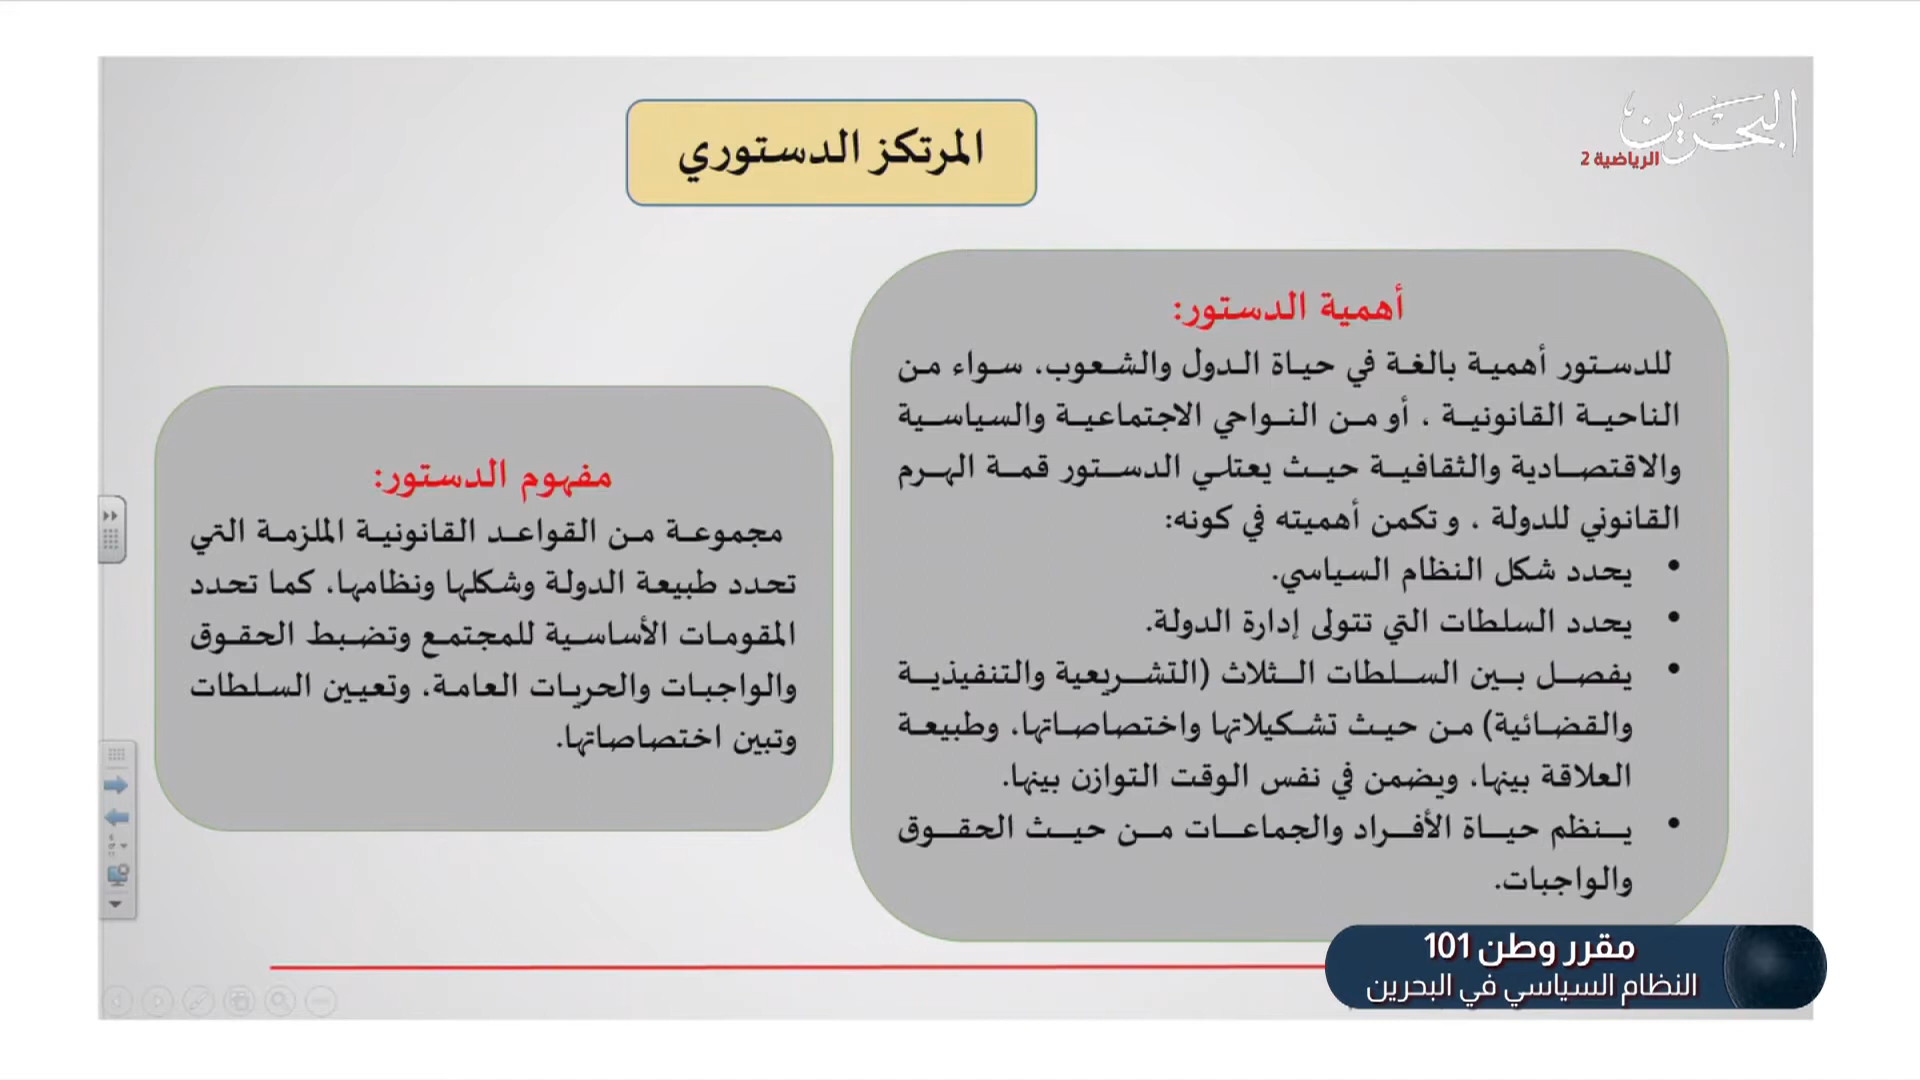 البحرين
الرياضية 2
المرتكز الدستوري
أهمية الدستور:
للدستور أهمية بالغة في حياة الدول والشعوب، سواء من
الناحية القانونية ، أو من النواحي الاجتماعية والسياسية
والاقتصادية والثقافية حيث يعتلي الدستور قمة الهرم
القانوني للدولة ، و تكمن أهميته في كونه:
• يحدد شكل النظام السياسي.
• يحدد السلطات التي تتولى إدارة الدولة.
• يفصل بين السلطات الثلاث (التشريعية والتنفيذية
والقضائية) من حيث تشكيلاتها واختصاصاتها، وطبيعة
العلاقة بينها، ويضمن في نفس الوقت التوازن بينها.
• ينظم حياة الأفراد والجماعات من حيث الحقوق
والواجبات.
مفهوم الدستور:
مجموعة من القواعد القانونية الملزمة التي
تحدد طبيعة الدولة وشكلها ونظامها، كما تحدد
المقومات الأساسية للمجتمع وتضبط الحقوق
والواجبات والحريات العامة، وتعيين السلطات
وتبين اختصاصاتها.
مقرر وطن 101
النظام السياسي في البحرين